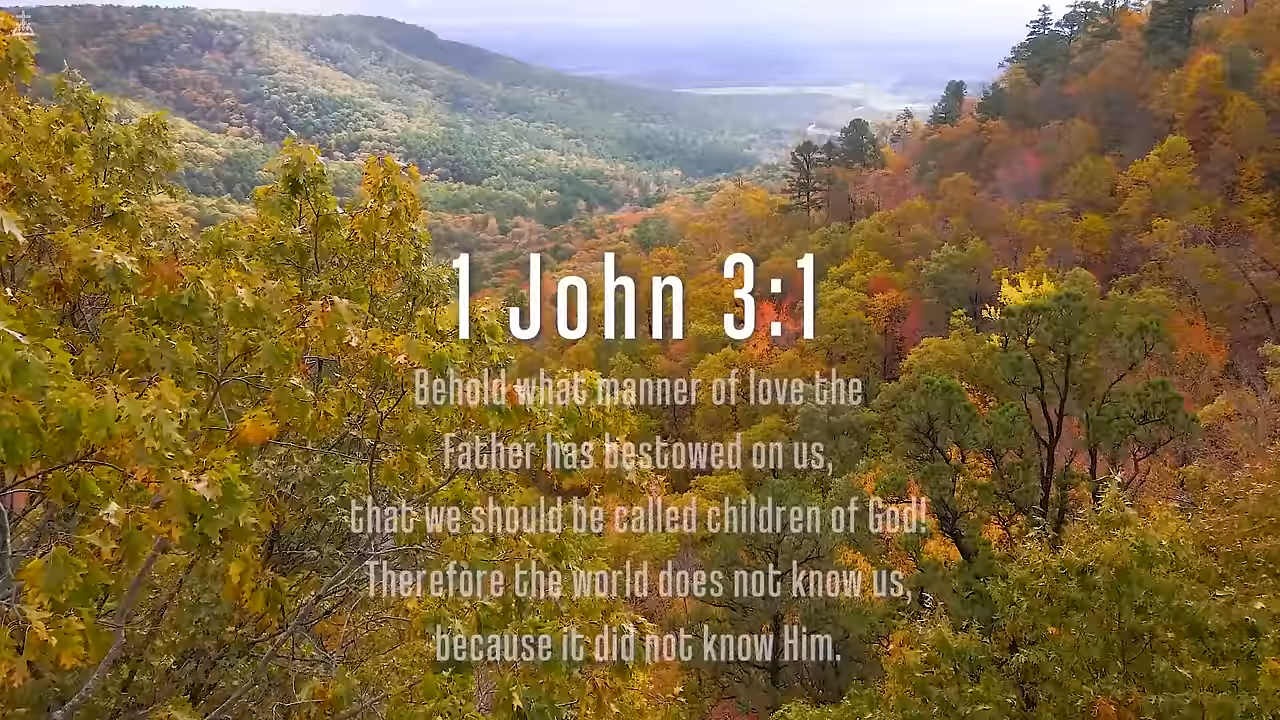 1 John 3:1
Behold what manner of love the
Father has bestowed on us,
that we should be called children of God!
Therefore the world does not know us,
because it did not know Him.